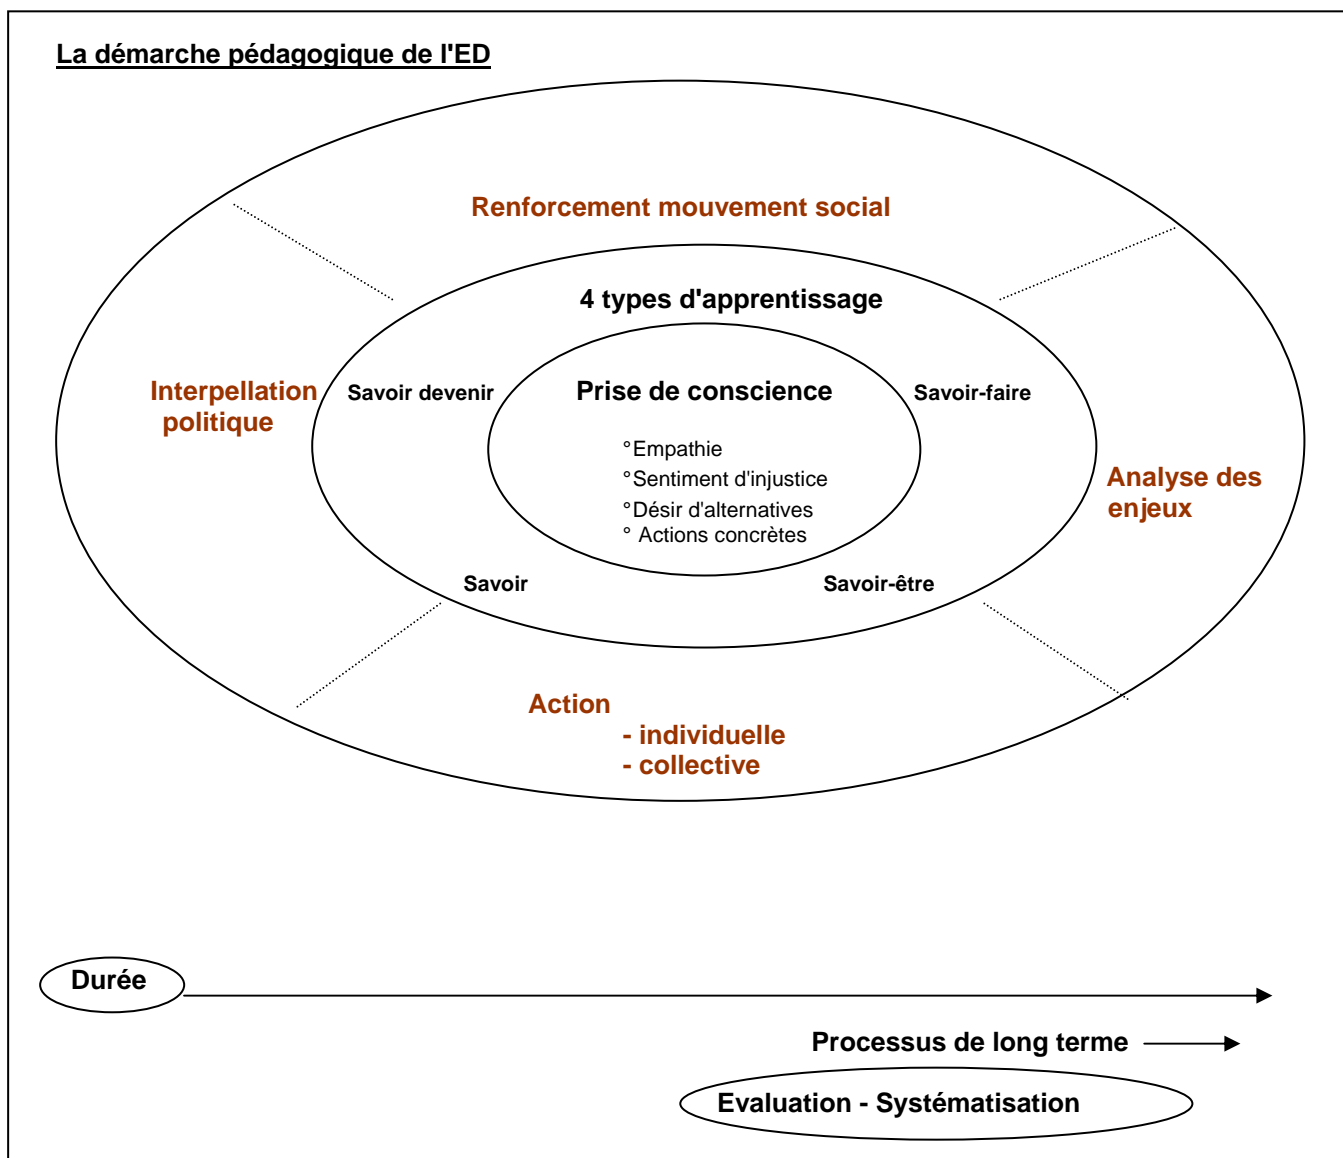 La démarche pédagogique de l'ED
Renforcement mouvement social
4 types d'apprentissage
Interpellation
politique
Savoir devenir
Prise de conscience
Savoir-faire
°Empathie
°Sentiment d'injustice
°Désir d'alternatives
° Actions concrètes
Analyse des
enjeux
Savoir
Savoir-être
Action
- individuelle
- collective
Durée
Processus de long terme
Evaluation - Systématisation